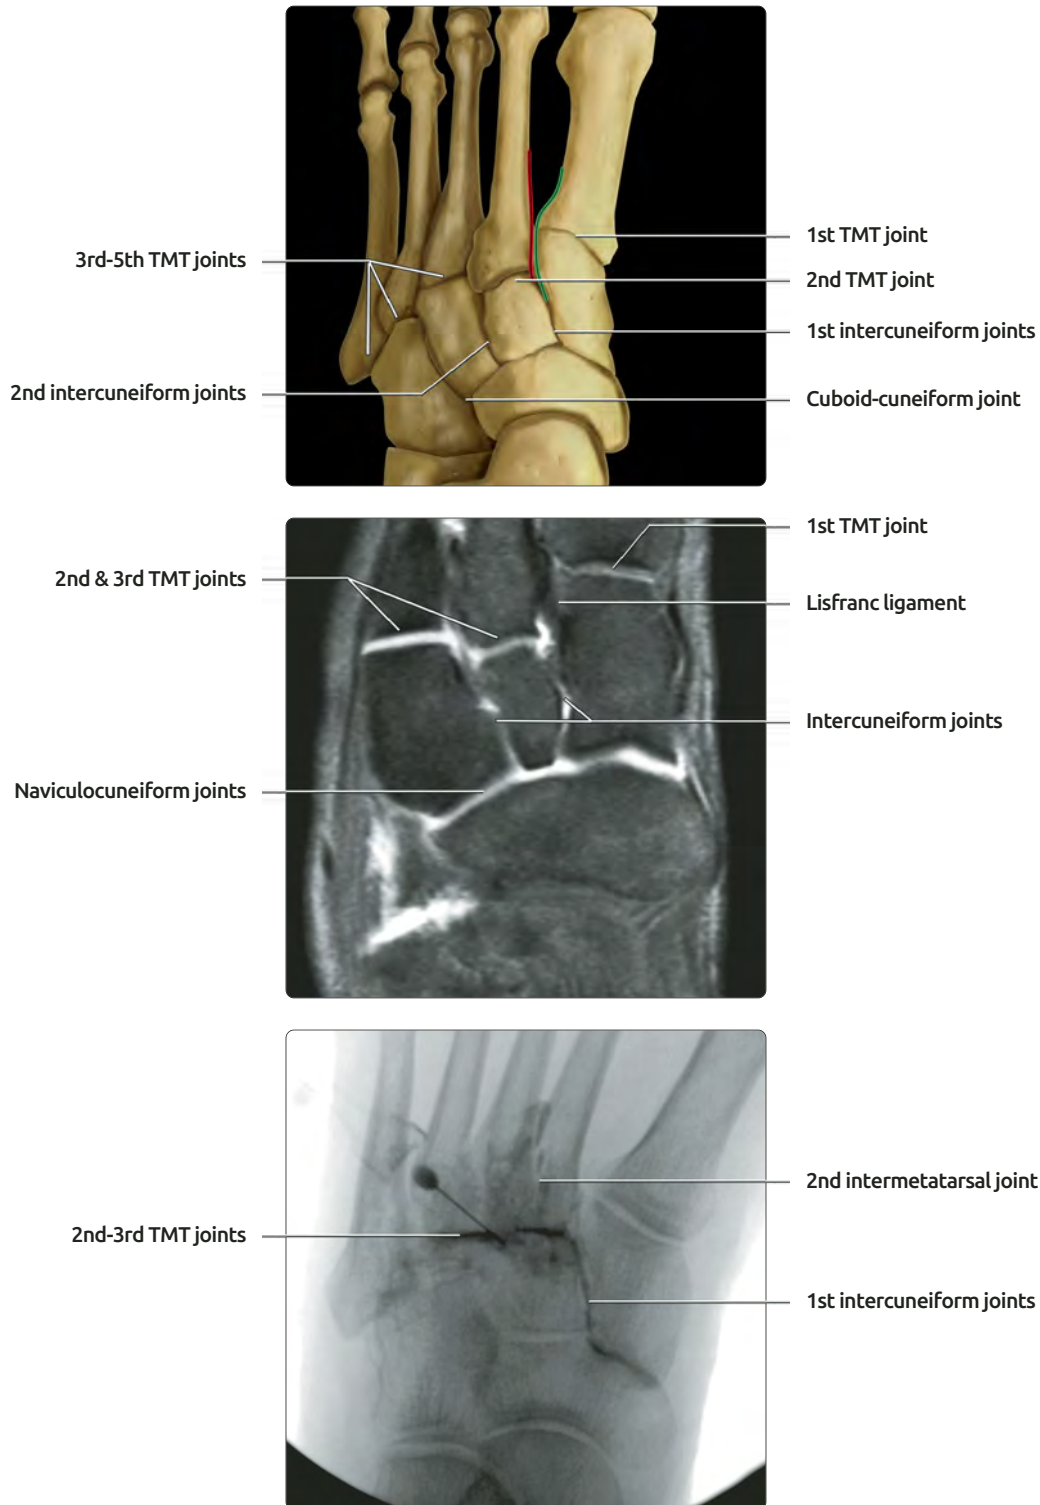 1st TMT joint
3rd-5th TMT joints
2nd TMT joint
1st intercuneiform joints
2nd intercuneiform joints
Cuboid-cuneiform joint
1st TMT joint
2nd & 3rd TMT joints
Lisfranc ligament
Intercuneiform joints
Naviculocuneiform joints
2nd intermetatarsal joint
2nd-3rd TMT joints
1st intercuneiform joints